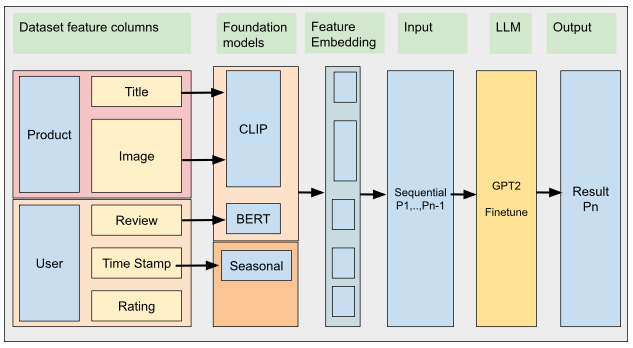 Dataset feature columns
Foundation
models
Feature
Embedding
Input
LLM
Output
Product
Title
Image
CLIP
User
Review
BERT
Time Stamp
Seasonal
Rating
Sequential
P1,..,Pn-1
GPT2
Finetune
Result
Pn